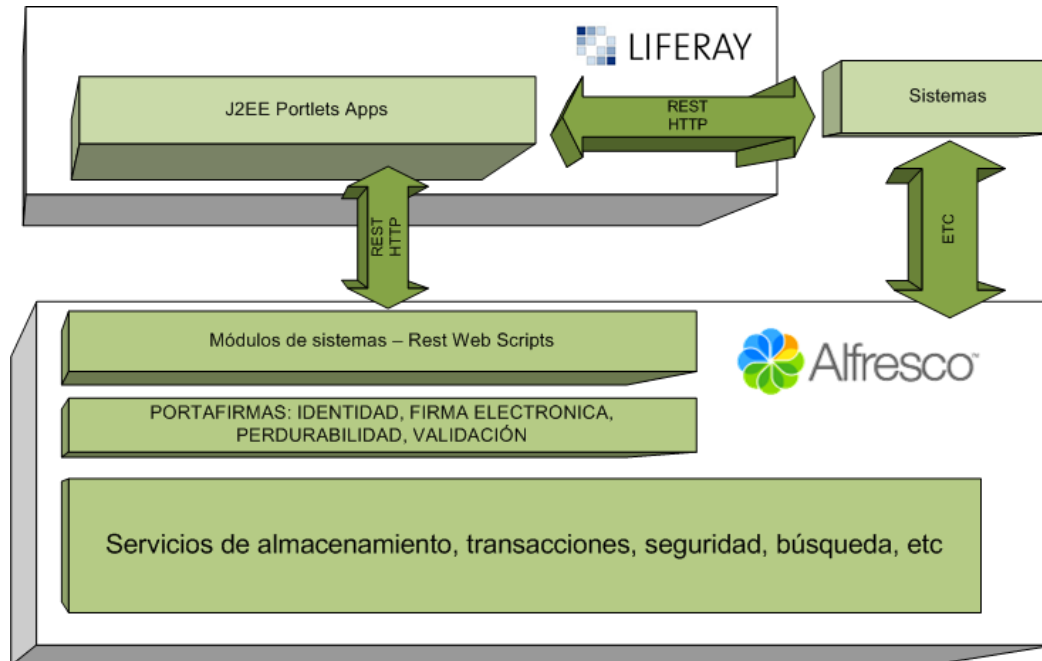 LIFERAY
J2EE Portlets Apps
REST
HTTP
Sistemas
REST
HTTP
ETC
Módulos de sistemas – Rest Web Scripts
Alfresco™
PORTAFIRMAS: IDENTIDAD, FIRMA ELECTRONICA,
PERDURABILIDAD, VALIDACIÓN
Servicios de almacenamiento, transacciones, seguridad, búsqueda, etc